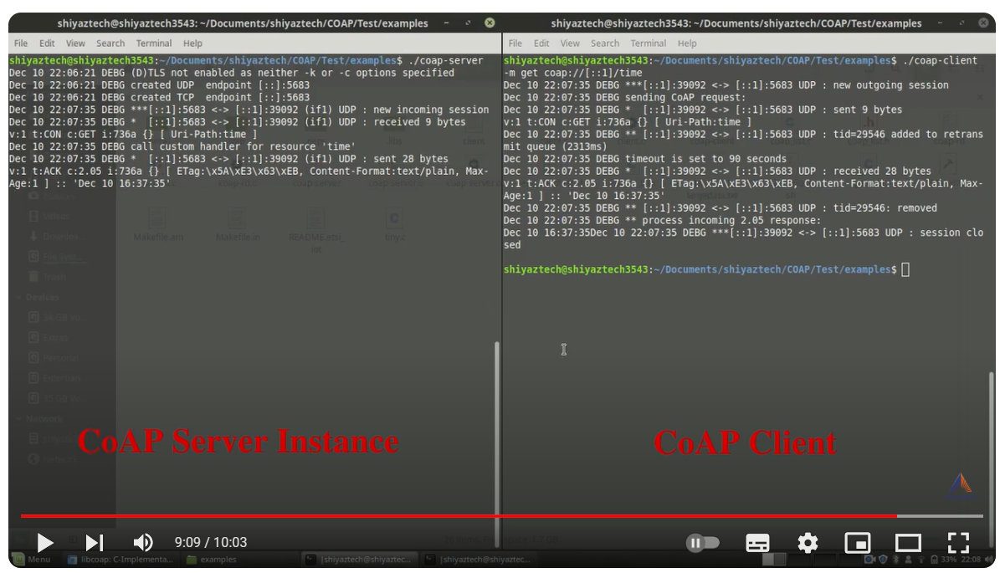 shiyaztech@shiyaztech3543: ~/Documents/shiyaztech/COAP/Test/examples
File Edit View Search Terminal Help
shiyaztech@shiyaztech3543:~/Documents/shiyaztech/COAP/Test/examples$ ./coap-server
Dec 10 22:06:21 DEBG (D)TLS not enabled as neither -k or -c options specified
Dec 10 22:06:21 DEBG created UDP  endpoint [::]:5683
Dec 10 22:06:21 DEBG created TCP  endpoint [::]:5683
Dec 10 22:07:35 DEBG ***[::1]:5683 <-> [::1]:39092 (if1) UDP : new incoming session
Dec 10 22:07:35 DEBG *  [::1]:5683 <-> [::1]:39092 (if1) UDP : received 9 bytes
v:1 t:CON c:GET i:736a {} [ Uri-Path:time ]
Dec 10 22:07:35 DEBG call custom handler for resource 'time'
Dec 10 22:07:35 DEBG *  [::1]:5683 <-> [::1]:39092 (if1) UDP : sent 28 bytes
v:1 t:ACK c:2.05 i:736a {} [ ETag:\x5A\xE3\x63\xEB, Content-Format:text/plain, Max-
Age:1 ] :: 'Dec 10 16:37:35'
Makefile.am
Makefile.in
README.etsi_
iot
tiny.c
Videos
Trash
Devices
Extras
Personal
Network
CoAP Server Instance
shiyaztech@shiyaztech3543: ~/Documents/shiyaztech/COAP/Test/examples
File Edit View Search Terminal Help
shiyaztech@shiyaztech3543:~/Documents/shiyaztech/COAP/Test/examples$ ./coap-client
-m get coap://[::1]/time
Dec 10 22:07:35 DEBG ***[::1]:39092 <-> [::1]:5683 UDP : new outgoing session
Dec 10 22:07:35 DEBG sending CoAP request:
Dec 10 22:07:35 DEBG *  [::1]:39092 <-> [::1]:5683 UDP : sent 9 bytes
v:1 t:CON c:GET i:736a {} [ Uri-Path:time ]
Dec 10 22:07:35 DEBG ** [::1]:39092 <-> [::1]:5683 UDP : tid=29546 added to retrans
mit queue (2313ms)
Dec 10 22:07:35 DEBG timeout is set to 90 seconds
Dec 10 22:07:35 DEBG *  [::1]:39092 <-> [::1]:5683 UDP : received 28 bytes
v:1 t:ACK c:2.05 i:736a {} [ ETag:\x5A\xE3\x63\xEB, Content-Format:text/plain, Max-
Age:1 ] :: 'Dec 10 16:37:35'
Dec 10 22:07:35 DEBG ** [::1]:39092 <-> [::1]:5683 UDP : tid=29546: removed
Dec 10 22:07:35 DEBG ** process incoming 2.05 response:
Dec 10 16:37:35Dec 10 22:07:35 DEBG ***[::1]:39092 <-> [::1]:5683 UDP : session clo
sed
shiyaztech@shiyaztech3543:~/Documents/shiyaztech/COAP/Test/examples$
CoAP Client
9:09 / 10:03
Menu libcoap: C-Implementa... examples [shiyaztech@shiyaztec... [shiyaztech@shiyaztec... 33% 22:08